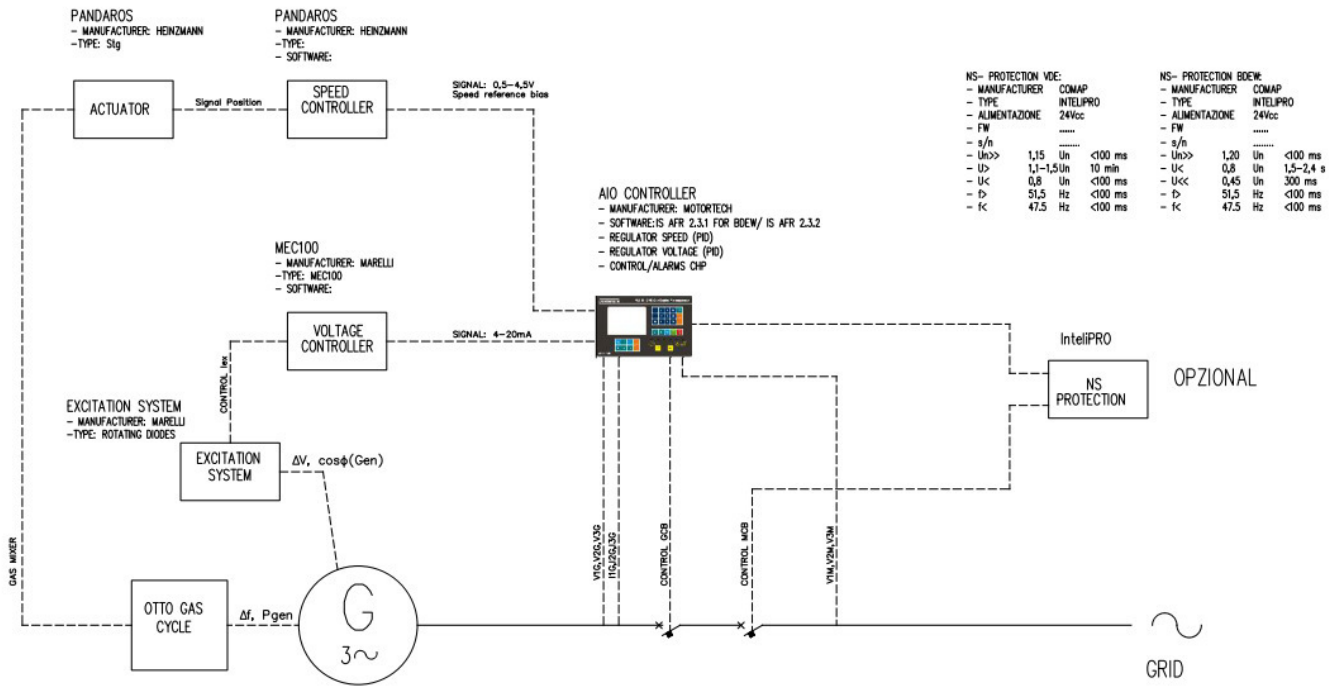 PANDAROS
- MANUFACTURER: HEINZMANN
-TYPE: Stg
PANDAROS
- MANUFACTURER: HEINZMANN
-TYPE:
- SOFTWARE:
ACTUATOR
Signal Position
SPEED
CONTROLLER
SIGNAL: 0,5-4,5V
Speed reference bias
NS- PROTECTION VDE:
- MANUFACTURER COMAP
- TYPE INTELIPRO
- ALIMENTAZIONE 24Vcc
- FW ......
- s/n ........
- Un>> 1,15 Un <100 ms
- U> 1,1-1,5Un 10 min
- U< 0,8 Un <100 ms
- f> 51,5 Hz <100 ms
- f< 47.5 Hz <100 ms
NS- PROTECTION BDEW:
- MANUFACTURER COMAP
- TYPE INTELIPRO
- ALIMENTAZIONE 24Vcc
- FW ......
- s/n ........
- Un>> 1,20 Un <100 ms
- U< 0,8 Un 1,5-2,4 s
- U<< 0,45 Un 300 ms
- f> 51,5 Hz <100 ms
- f< 47.5 Hz <100 ms
AIO CONTROLLER
- MANUFACTURER: MOTORTECH
- SOFTWARE:IS AFR 2.3.1 FOR BDEW/ IS AFR 2.3.2
- REGULATOR SPEED (PID)
- REGULATOR VOLTAGE (PID)
- CONTROL/ALARMS CHP
MEC100
- MANUFACTURER: MARELLI
-TYPE: MEC100
- SOFTWARE:
VOLTAGE
CONTROLLER
SIGNAL: 4-20mA
InteliPRO
NS
PROTECTION
OPZIONAL
CONTROL Iex
EXCITATION SYSTEM
- MANUFACTURER: MARELLI
-TYPE: ROTATING DIODES
EXCITATION
SYSTEM
ΔV, cosφ(Gen)
GAS MIXER
V1G,V2G,V3G
I1G,I2G,I3G
CONTROL GCB
CONTROL MCB
V1M,V2M,V3M
OTTO GAS
CYCLE
Δf, Pgen
G
3~
GRID